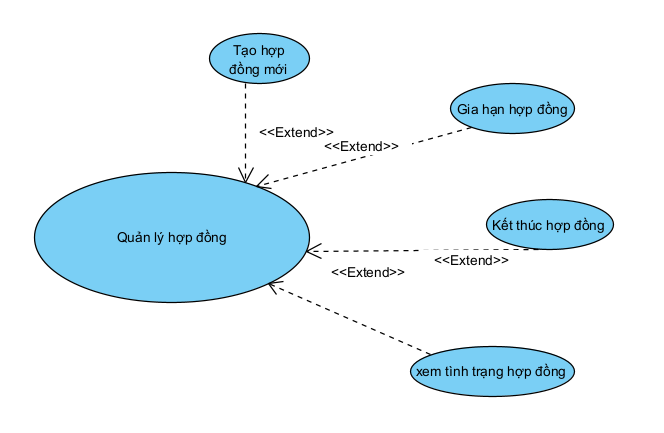 Tạo hợp
đồng mới
Gia hạn hợp đồng
<<Extend>>
<<Extend>>
Kết thúc hợp đồng
Quản lý hợp đồng
<<Extend>>
<<Extend>>
xem tình trạng hợp đồng